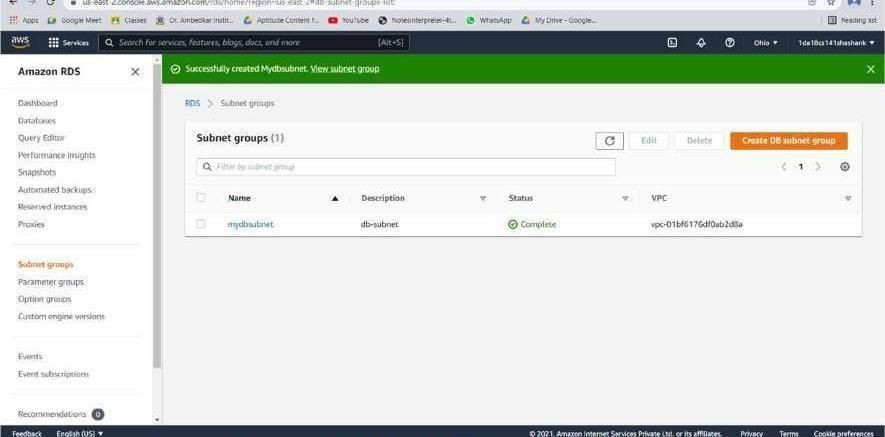 us-east-2.console.aws.amazon.com/rds/home?region=us-east-2#db-subnet-groups-list:
Apps Google Meet Classes Dr. Ambedkar Instit... Aptitude Content f... YouTube WhatsApp My Drive - Google... Reading list
aws Services Search for services, features, blogs, docs, and more [Alt+S] Ohio 1da18cs141shashank
Amazon RDS
Successfully created Mydbsubnet. View subnet group
Dashboard
Databases
Query Editor
Performance Insights
Snapshots
Automated backups
Reserved instances
Proxies
Subnet groups
Parameter groups
Option groups
Custom engine versions
Events
Event subscriptions
Recommendations 0
RDS > Subnet groups
Subnet groups (1)
Edit Delete Create DB subnet group
Filter by subnet group
1
Name Description Status VPC
mydbsubnet db-subnet Complete vpc-01bf6176df0ab2d8a
Feedback English (US) © 2021, Amazon Internet Services Private Ltd. or its affiliates. Privacy Terms Cookie preferences